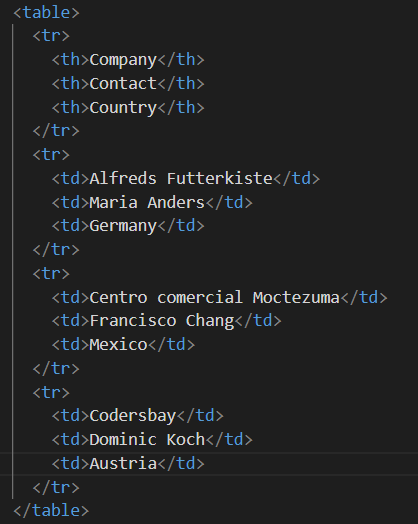 <table>
  <tr>
    <th>Company</th>
    <th>Contact</th>
    <th>Country</th>
  </tr>
  <tr>
    <td>Alfreds Futterkiste</td>
    <td>Maria Anders</td>
    <td>Germany</td>
  </tr>
  <tr>
    <td>Centro comercial Moctezuma</td>
    <td>Francisco Chang</td>
    <td>Mexico</td>
  </tr>
  <tr>
    <td>Codersbay</td>
    <td>Dominic Koch</td>
    <td>Austria</td>
  </tr>
</table>